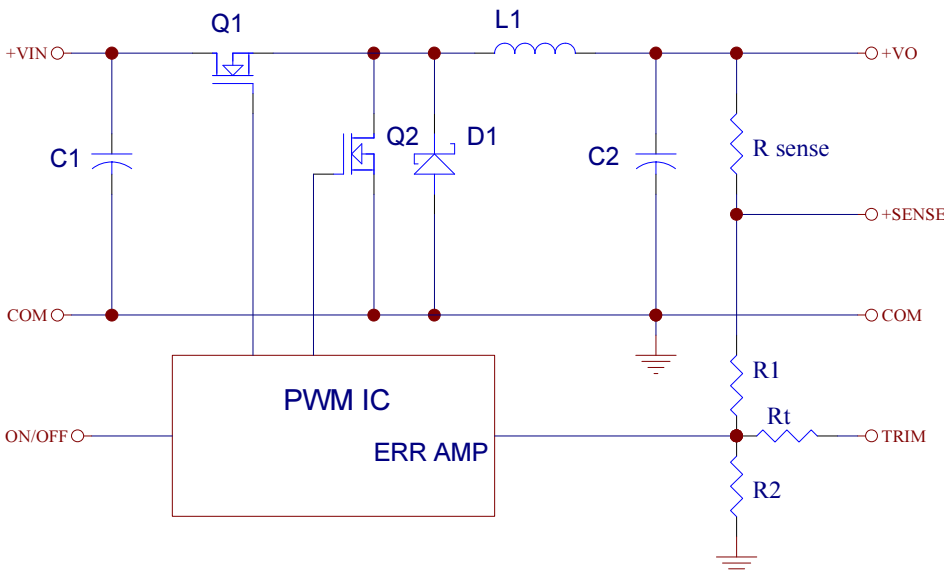 Q1
L1
+VIN
+VO
C1
Q2
D1
C2
R sense
+SENSE
COM
COM
R1
PWM IC
Rt
ON/OFF
ERR AMP
TRIM
R2